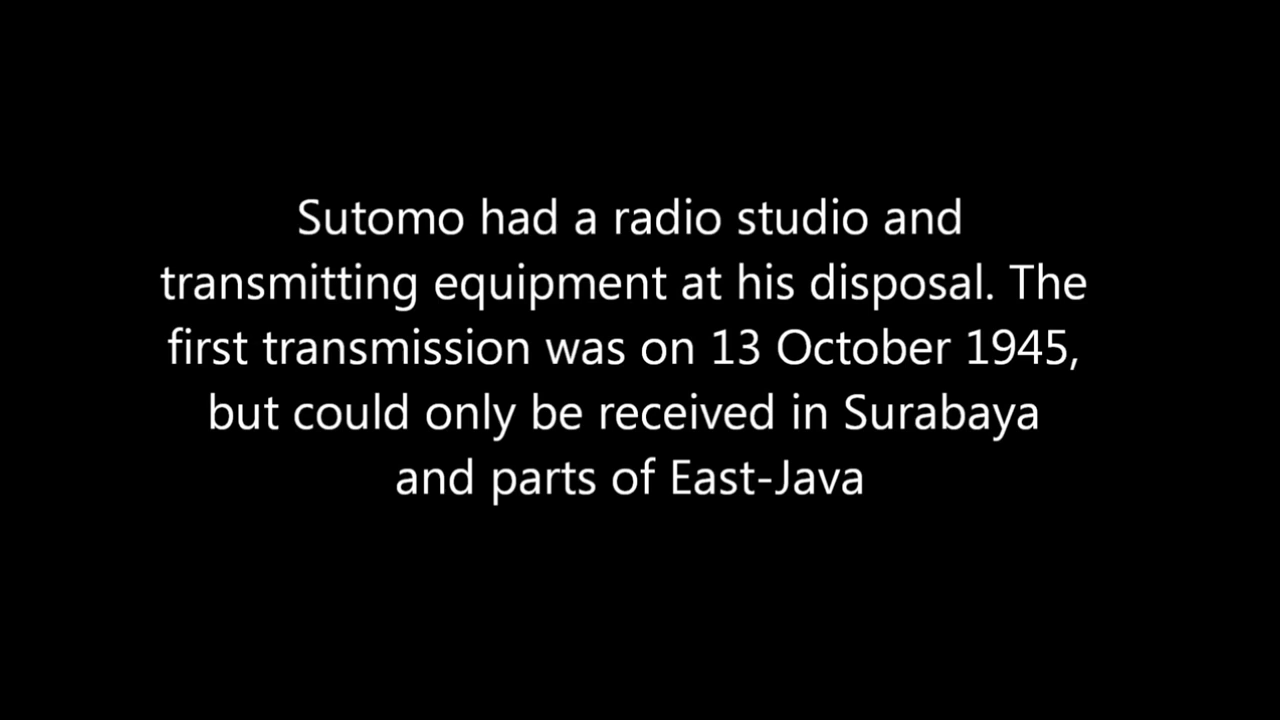 Sutomo had a radio studio and
transmitting equipment at his disposal. The
first transmission was on 13 October 1945,
but could only be received in Surabaya
and parts of East-Java